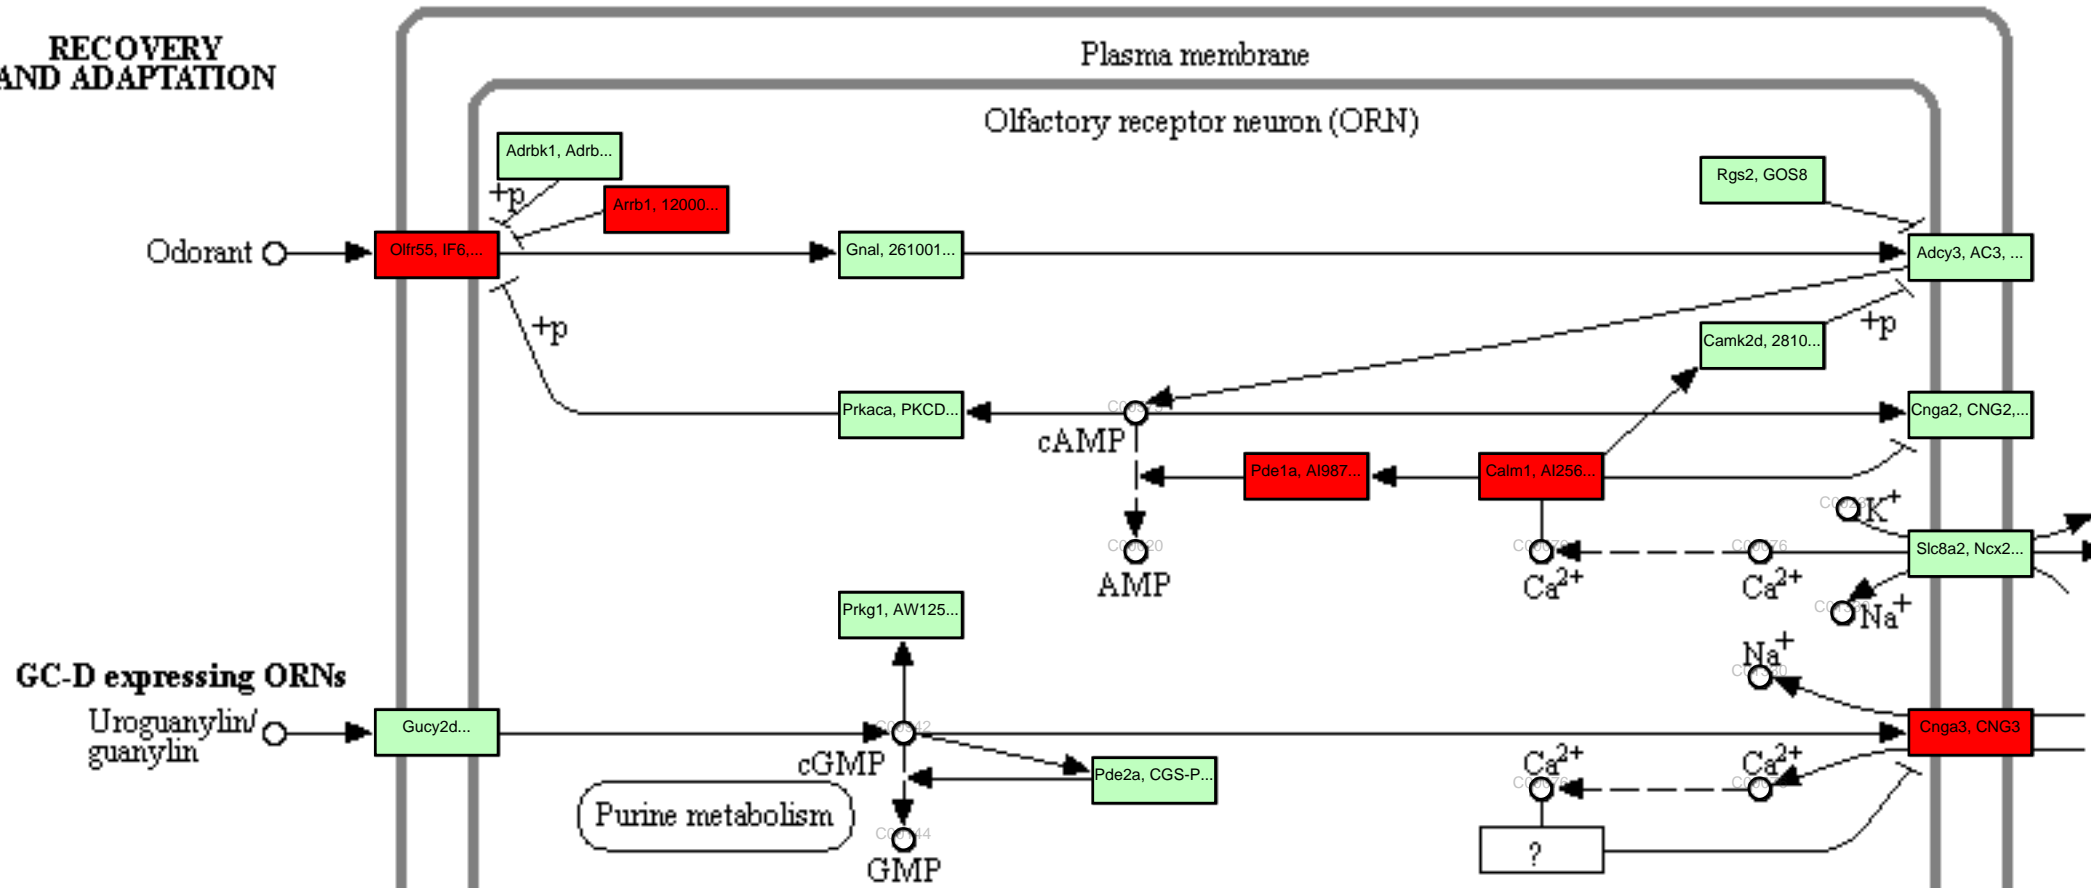 RECOVERY
AND ADAPTATION
Plasma membrane
Olfactory receptor neuron (ORN)
Adrbk1, Adrb...
+p
Arrb1, 12000...
Rgs2, GOS8
Odorant
Olfr55, IF6,...
Gnal, 261001...
Adcy3, AC3, ...
+p
Camk2d, 2810...
+p
Prkaca, PKCD...
cAMP
Cnga2, CNG2,...
Pde1a, AI987...
Calm1, AI256...
K+
AMP
Ca2+
C00076
Ca2+
Slc8a2, Ncx2...
Na+
Prkg1, AW125...
GC-D expressing ORNs
Na+
Uroguanylin/
guanylin
Gucy2d...
cGMP
Cnga3, CNG3
Pde2a, CGS-P...
Ca2+
Ca2+
Purine metabolism
GMP
?